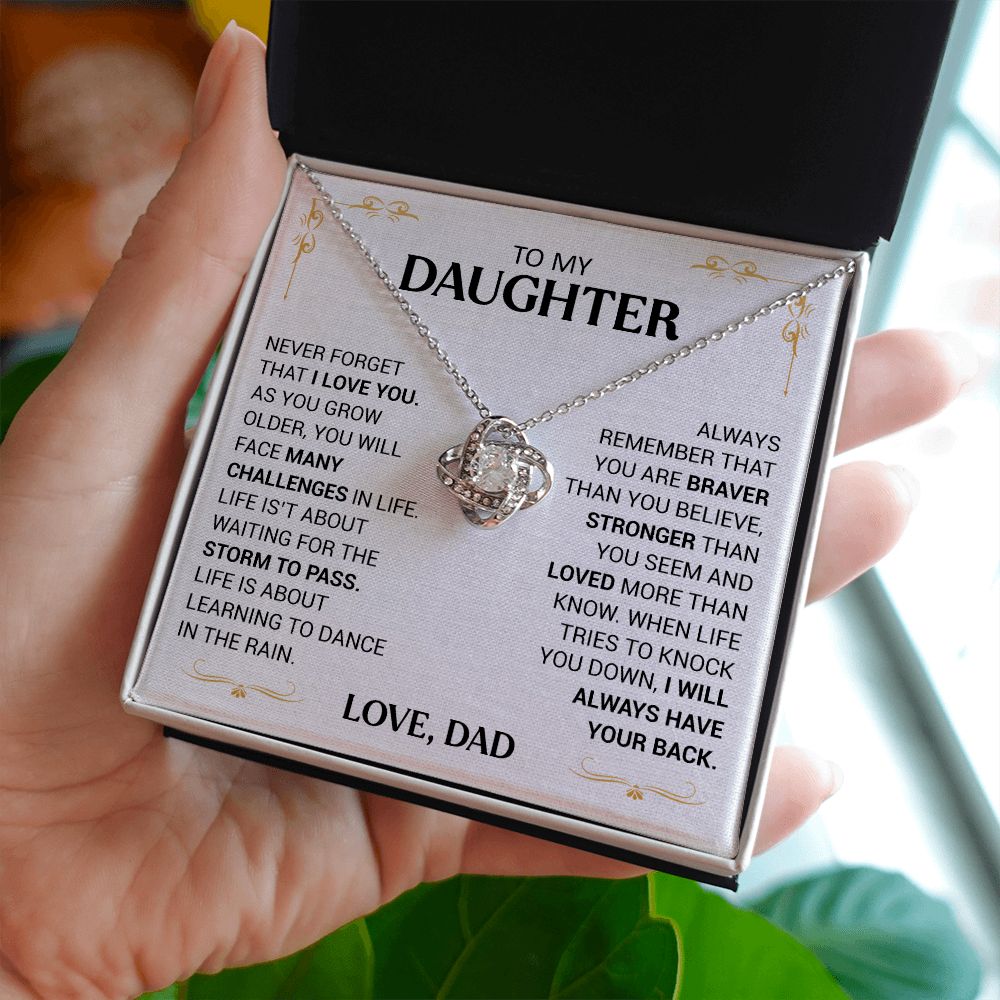 TO MY
DAUGHTER
NEVER FORGET
THAT I LOVE YOU.
AS YOU GROW
OLDER, YOU WILL
FACE MANY
CHALLENGES IN LIFE.
LIFE IS'T ABOUT
WAITING FOR THE
STORM TO PASS.
LIFE IS ABOUT
LEARNING TO DANCE
IN THE RAIN.
ALWAYS
REMEMBER THAT
YOU ARE BRAVER
THAN YOU BELIEVE,
STRONGER THAN
YOU SEEM AND
LOVED MORE THAN
KNOW. WHEN LIFE
TRIES TO KNOCK
YOU DOWN, I WILL
ALWAYS HAVE
YOUR BACK.
LOVE, DAD